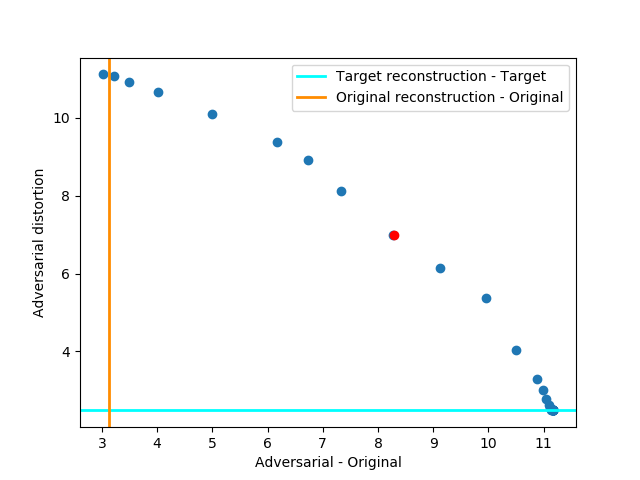 Target reconstruction - Target
Original reconstruction - Original
10
8
6
4
Adversarial distortion
3 4 5 6 7 8 9 10 11
Adversarial - Original